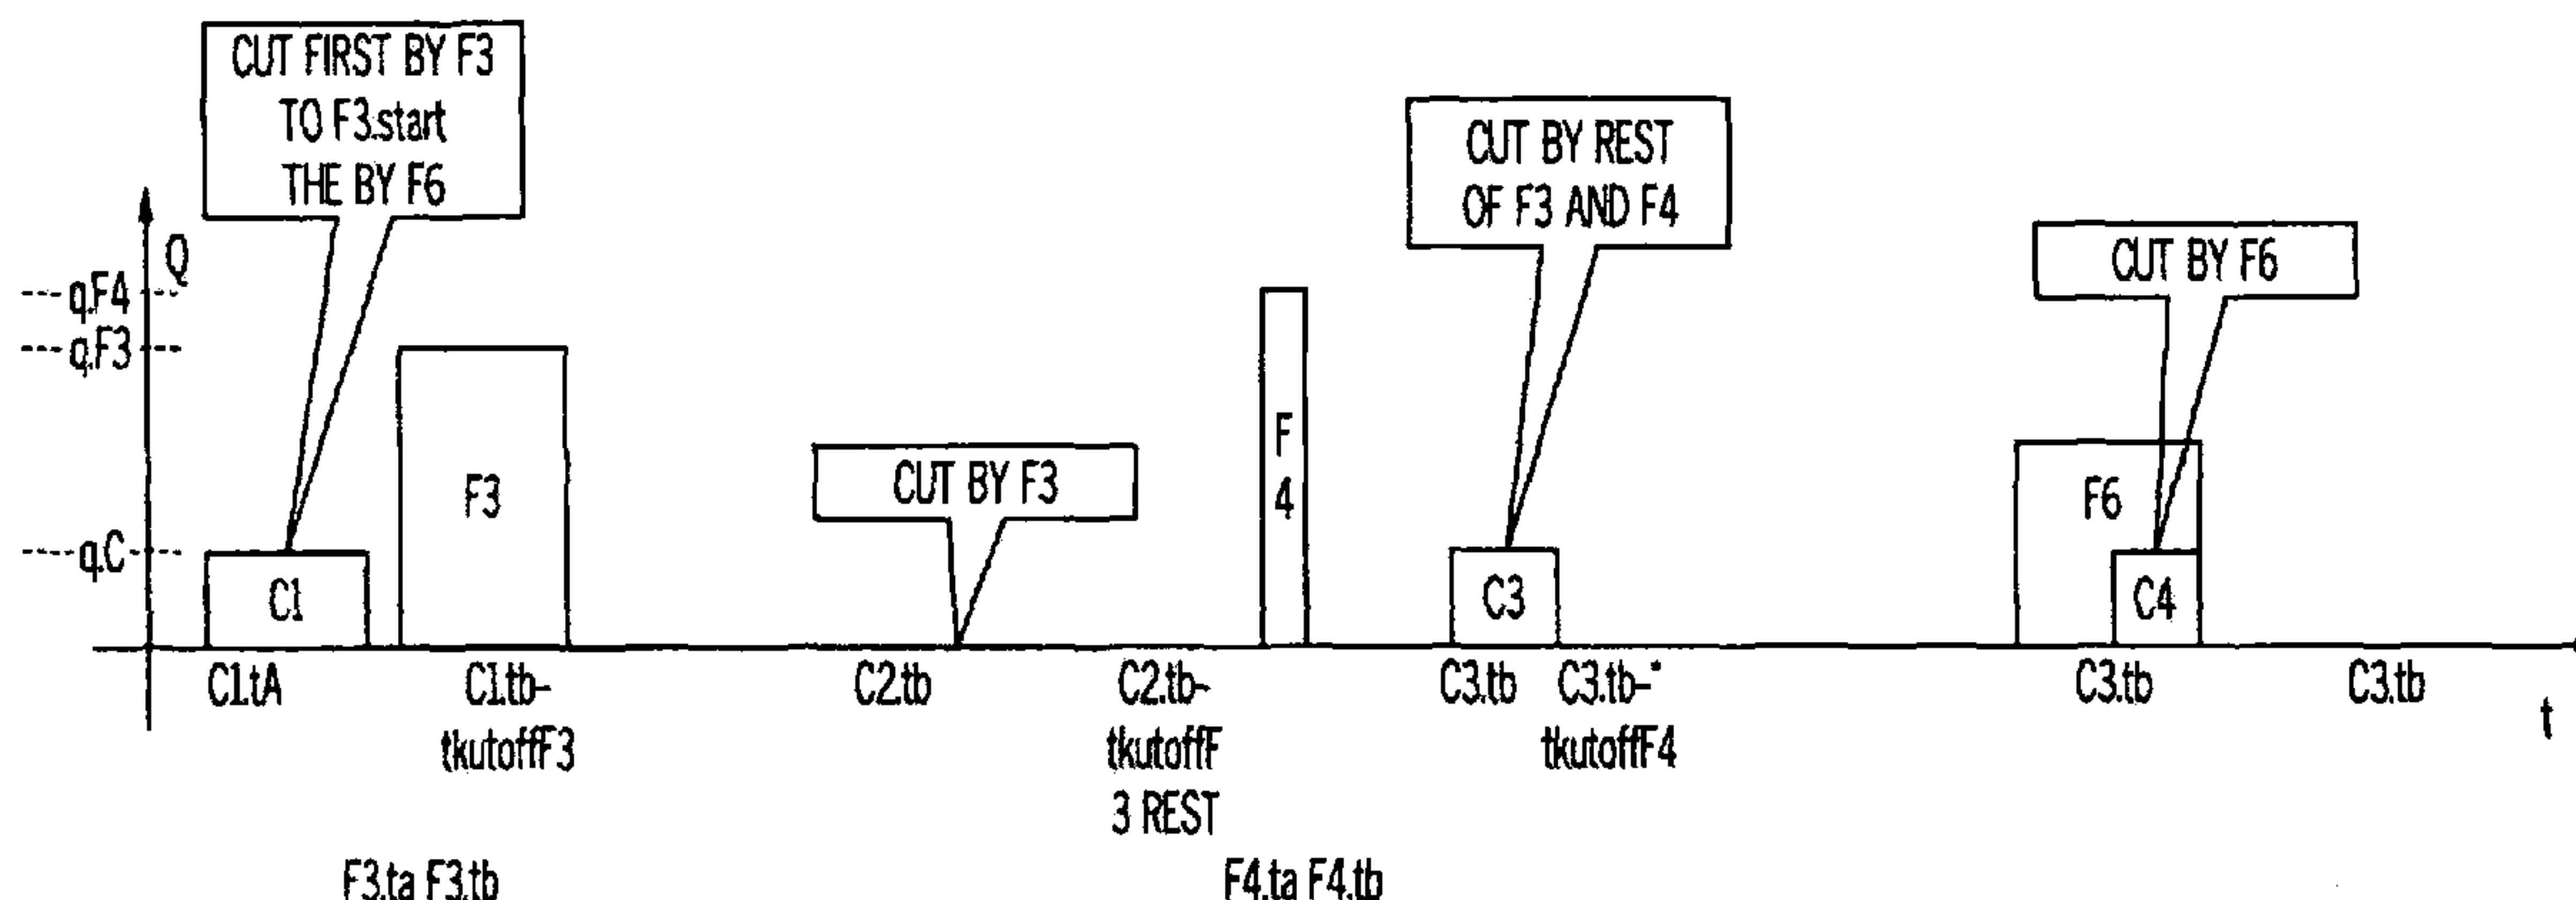 CUT FIRST BY F3
TO F3.start
THE BY F6
CUT BY REST
OF F3 AND F4
CUT BY F6
Q
q.F4
q.F3
F3
CUT BY F3
F
4
F6
q.C
C1
C3
C4
C1.tA
C1.tb-
tkutoffF3
C2.tb
C2.tb-
tkutoffF
3 REST
C3.tb
C3.tb-*
tkutoffF4
C3.tb
C3.tb
t
F3.ta F3.tb
F4.ta F4.tb